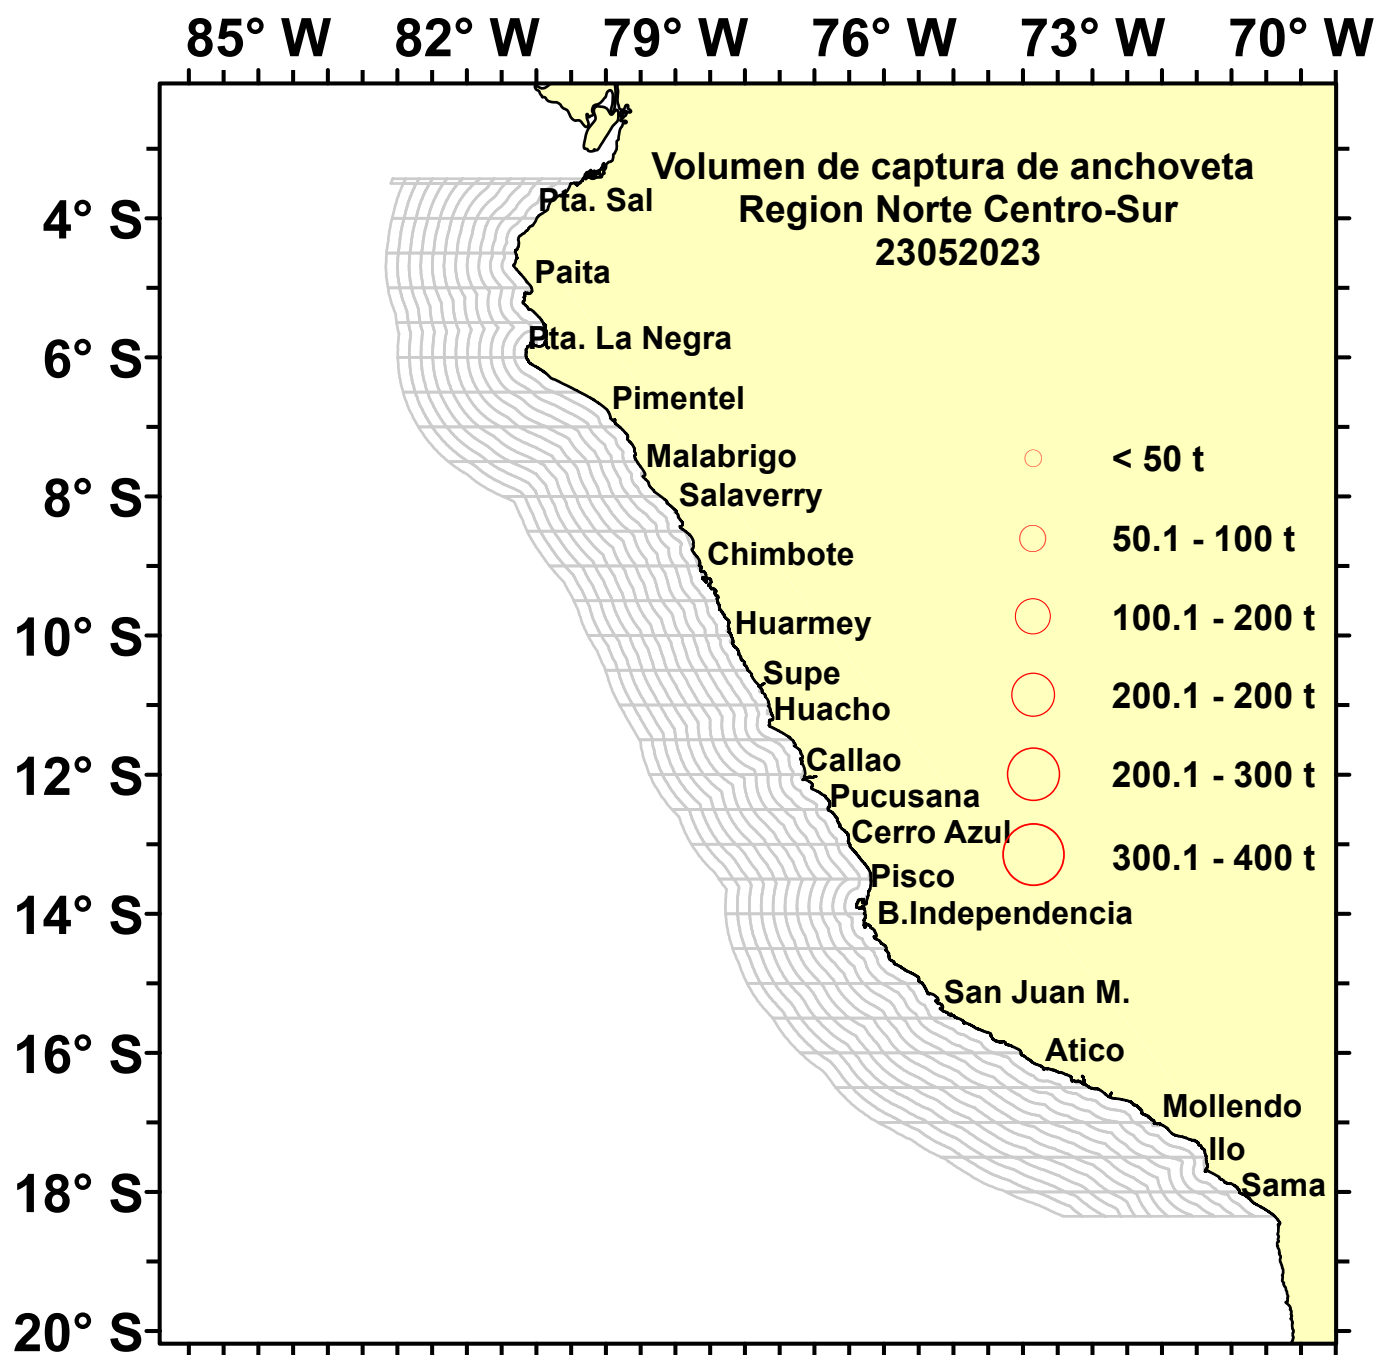 85° W 82° W 79° W 76° W 73° W 70° W
Volumen de captura de anchoveta
Region Norte Centro-Sur
23052023
4° S
6° S
8° S
10° S
12° S
14° S
16° S
18° S
20° S
Pta. Sal
Paita
Pta. La Negra
Pimentel
Malabrigo
Salaverry
Chimbote
Huarmey
Supe
Huacho
Callao
Pucusana
Cerro Azul
Pisco
B.Independencia
San Juan M.
Atico
Mollendo
Ilo
Sama
< 50 t
50.1 - 100 t
100.1 - 200 t
200.1 - 200 t
200.1 - 300 t
300.1 - 400 t